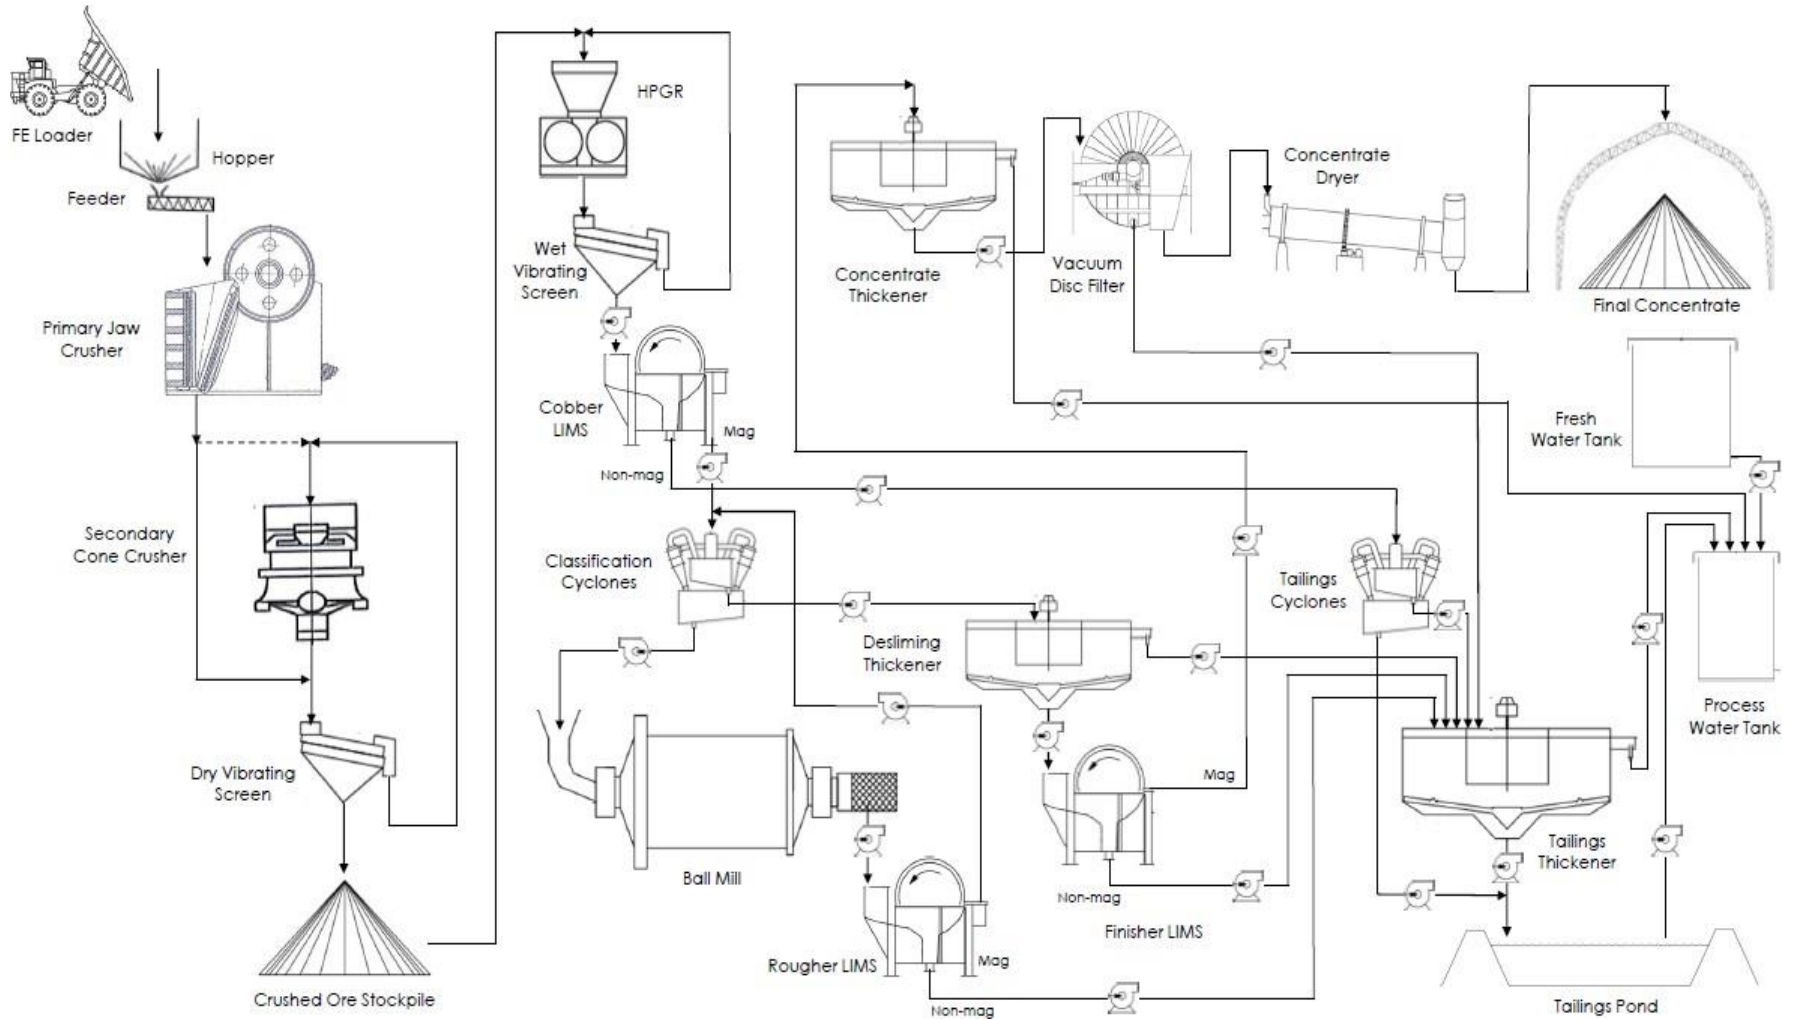 FE Loader
Hopper
Feeder
Primary Jaw
Crusher
Secondary
Cone Crusher
Dry Vibrating
Screen
Crushed Ore Stockpile
HPGR
Wet
Vibrating
Screen
Cobber
LIMS
Mag
Non-mag
Classification
Cyclones
Ball Mill
Rougher LIMS
Mag
Non-mag
Desliming
Thickener
Mag
Non-mag
Finisher LIMS
Concentrate
Thickener
Vacuum
Disc Filter
Concentrate
Dryer
Final Concentrate
Fresh
Water Tank
Tailings
Cyclones
Process
Water Tank
Tailings
Thickener
Tailings Pond